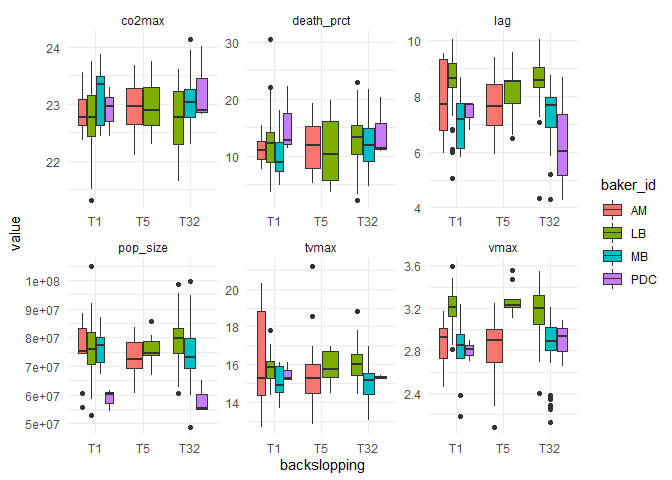 co2max
death_prct
lag
24
23
22
30
20
10
10
8
6
4
T1
T5
T32
T1
T5
T32
T1
T5
T32
value
pop_size
tvmax
vmax
1e+08
9e+07
8e+07
7e+07
6e+07
5e+07
20
18
16
14
3.6
3.2
2.8
2.4
T1
T5
T32
T1
T5
T32
T1
T5
T32
backslopping
baker_id
AM
LB
MB
PDC